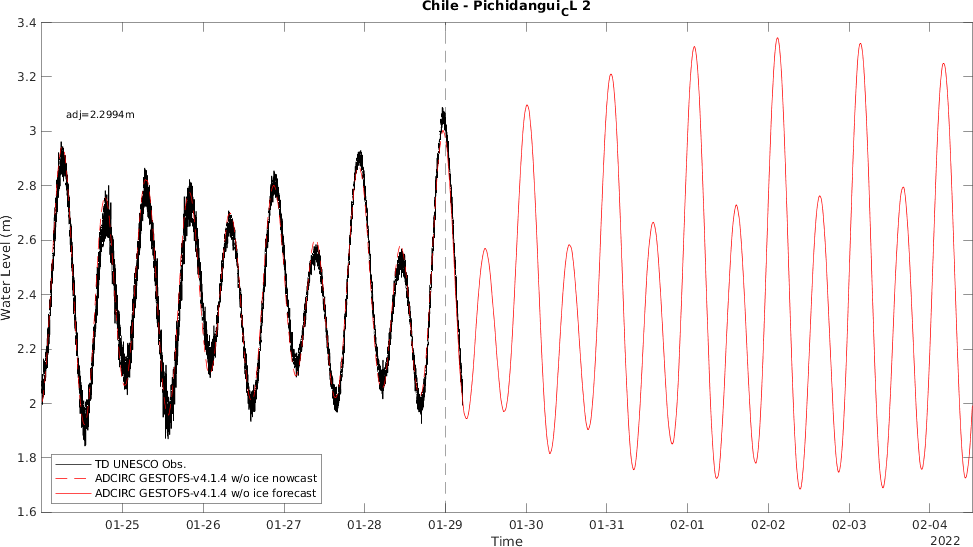 Chile - Pichidangui_CL 2
3.4
3.2
3
2.8
2.6
2.4
2.2
2
1.8
1.6
Water Level (m)
adj=2.2994m
TD UNESCO Obs.
ADCIRC GESTOFS-v4.1.4 w/o ice nowcast
ADCIRC GESTOFS-v4.1.4 w/o ice forecast
01-25 01-26 01-27 01-28 01-29 01-30 01-31 02-01 02-02 02-03 02-04
Time
2022